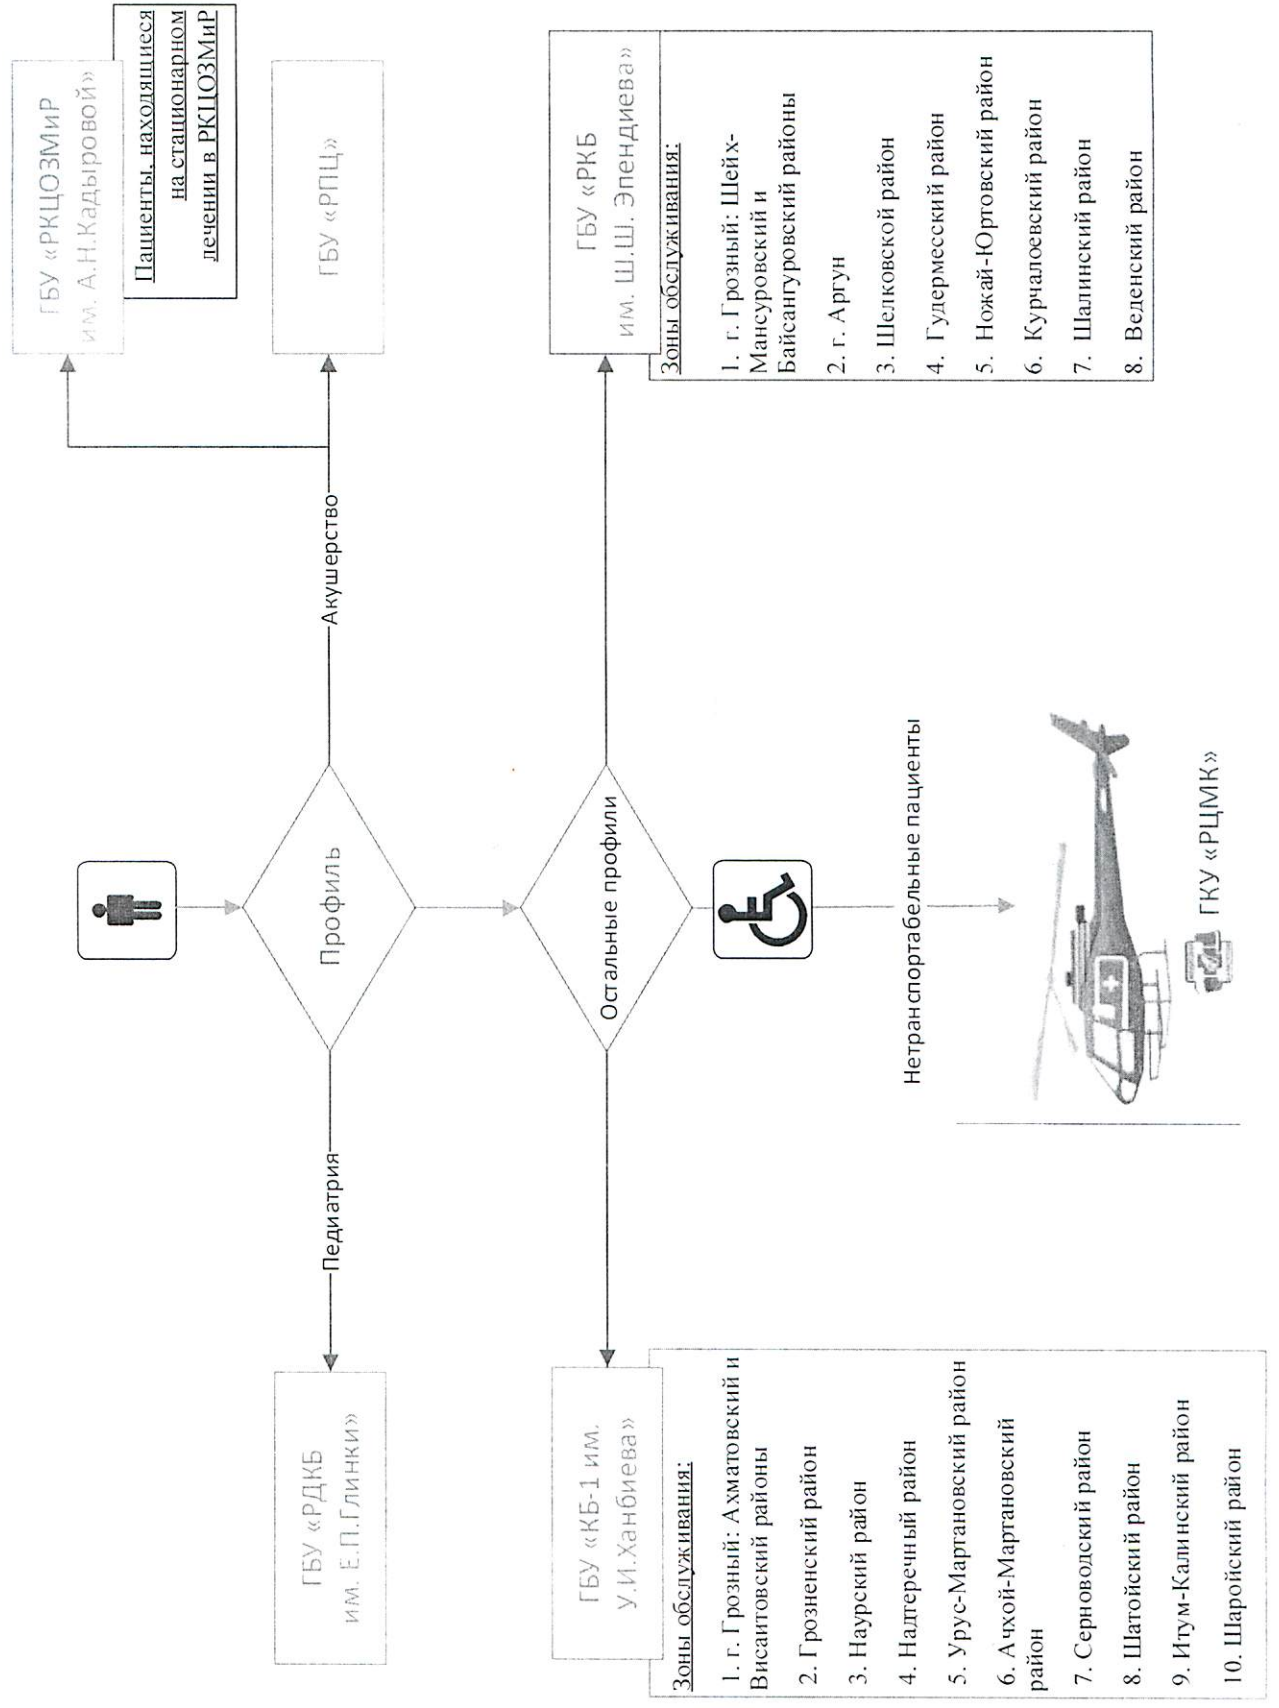 ГБУ «РДКБ
им. Е.П.Глинки»
Педиатрия
Профиль
Акушерство
ГБУ «РКЦОЗМиР
им. А.Н.Кадыровой»
Пациенты, находящиеся
на стационарном
лечении в РКЦОЗМиР
ГБУ «РПЦ»
ГБУ «КБ-1 им.
У.И.Ханбиева»
Зоны обслуживания:
1. г. Грозный: Ахматовский и
Висаитовский районы
2. Грозненский район
3. Наурский район
4. Надтеречный район
5. Урус-Мартановский район
6. Ачхой-Мартановский
район
7. Серноводский район
8. Шатойский район
9. Итум-Калинский район
10. Шаройский район
Остальные профили
Нетранспортабельные пациенты
ГКУ «РЦМК»
ГБУ «РКБ
им. Ш.Ш. Эпендиева»
Зоны обслуживания:
1. г. Грозный: Шейх-
Мансуровский и
Байсангуровский районы
2. г. Аргун
3. Шелковской район
4. Гудермесский район
5. Ножай-Юртовский район
6. Курчалоевский район
7. Шалинский район
8. Веденский район